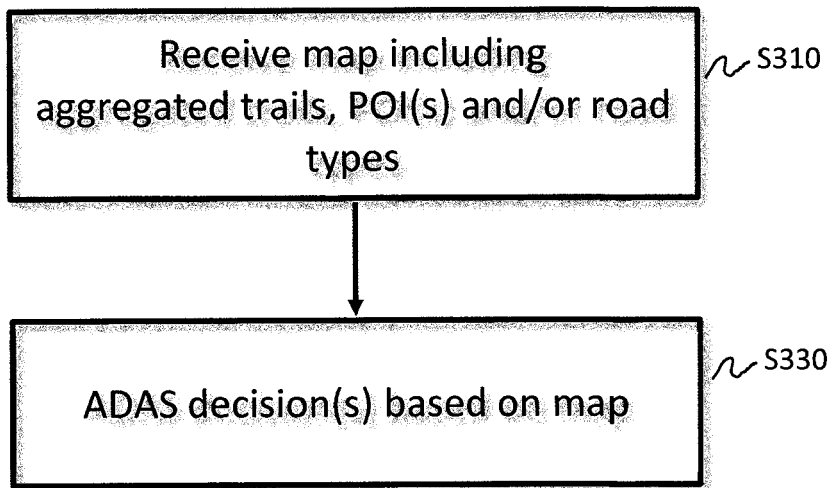 Receive map including
aggregated trails, POI(s) and/or road
types
S310
ADAS decision(s) based on map
S330